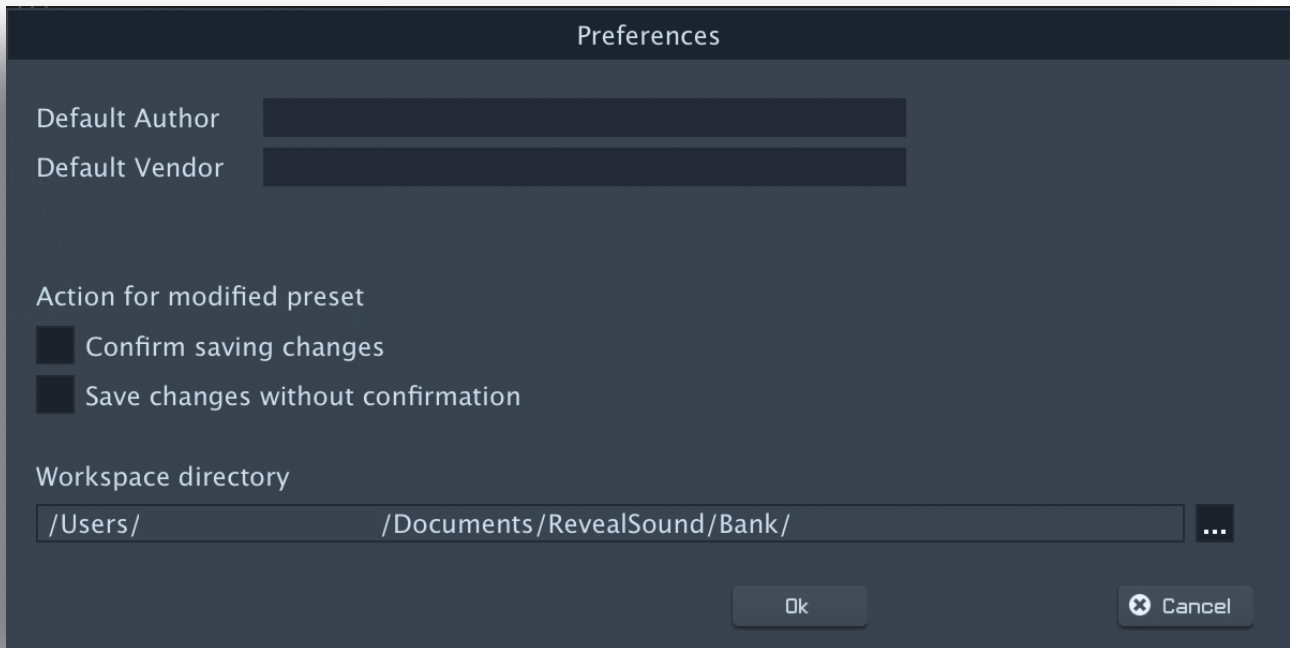 Preferences
Default Author
Default Vendor
Action for modified preset
Confirm saving changes
Save changes without confirmation
Workspace directory
/Users/ /Documents/RevealSound/Bank/ ...
Ok Cancel